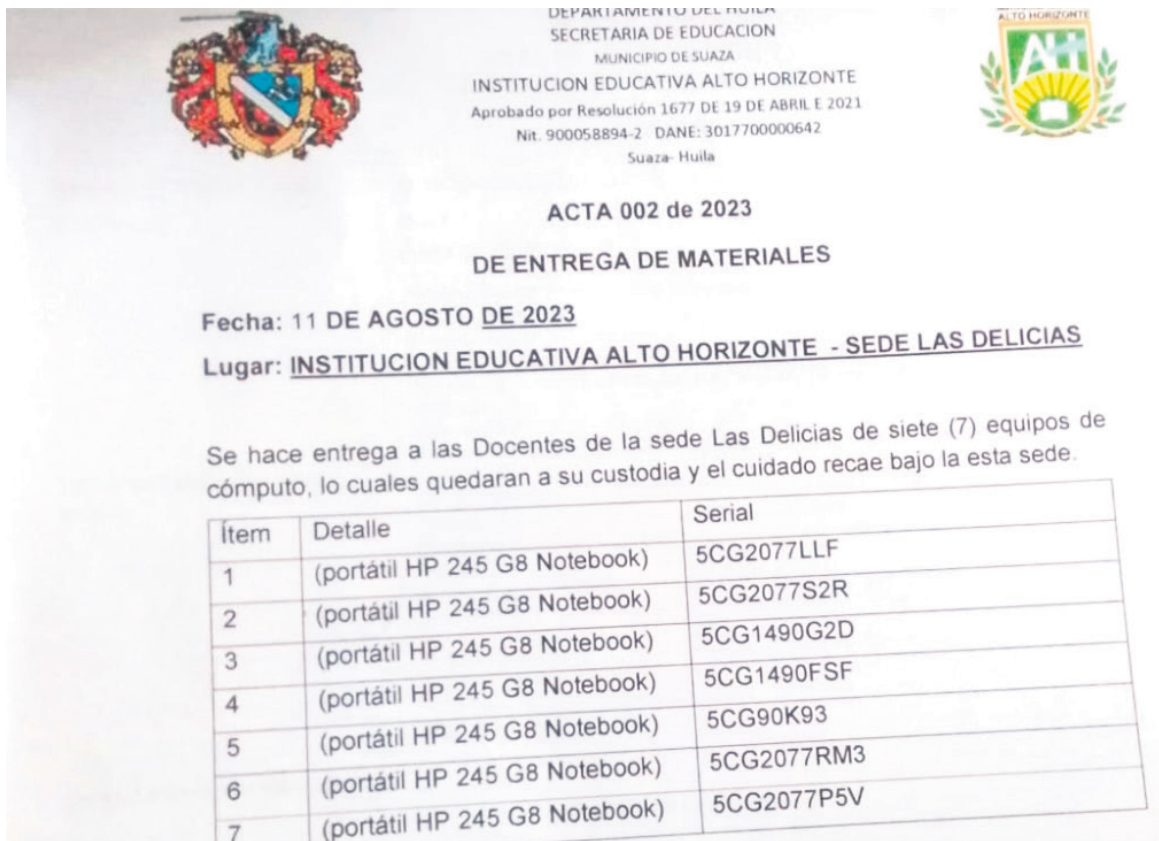 DEPARTAMENTO DEL HUILA
SECRETARIA DE EDUCACION
MUNICIPIO DE SUAZA
INSTITUCION EDUCATIVA ALTO HORIZONTE
Aprobado por Resolución 1677 DE 19 DE ABRIL E 2021
Nit. 900058894-2 DANE: 3017700000642
Suaza- Huila
ALTO HORIZONTE
AH
ACTA 002 de 2023
DE ENTREGA DE MATERIALES
Fecha: 11 DE AGOSTO DE 2023
Lugar: INSTITUCION EDUCATIVA ALTO HORIZONTE - SEDE LAS DELICIAS
Se hace entrega a las Docentes de la sede Las Delicias de siete (7) equipos de
cómputo, lo cuales quedaran a su custodia y el cuidado recae bajo la esta sede.
Ítem Detalle Serial
1 (portátil HP 245 G8 Notebook) 5CG2077LLF
2 (portátil HP 245 G8 Notebook) 5CG2077S2R
3 (portátil HP 245 G8 Notebook) 5CG1490G2D
4 (portátil HP 245 G8 Notebook) 5CG1490FSF
5 (portátil HP 245 G8 Notebook) 5CG90K93
6 (portátil HP 245 G8 Notebook) 5CG2077RM3
7 (portátil HP 245 G8 Notebook) 5CG2077P5V